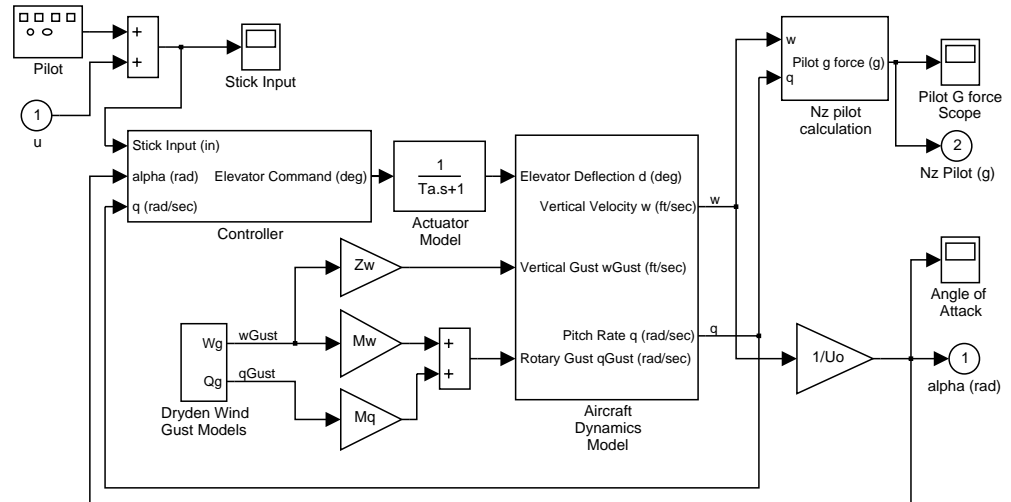 Pilot
+
+
Stick Input
1
u
w
q
Pilot g force (g)
Nz pilot
calculation
Pilot G force
Scope
2
Nz Pilot (g)
Stick Input (in)
alpha (rad)
q (rad/sec)
Elevator Command (deg)
Controller
1
Ta.s+1
Actuator
Model
Elevator Deflection d (deg)
Vertical Velocity w (ft/sec)
Vertical Gust wGust (ft/sec)
Pitch Rate q (rad/sec)
Rotary Gust qGust (rad/sec)
Aircraft
Dynamics
Model
w
q
Zw
Mw
Mq
+
+
Wg
Qg
wGust
qGust
Dryden Wind
Gust Models
1/Uo
Angle of
Attack
1
alpha (rad)